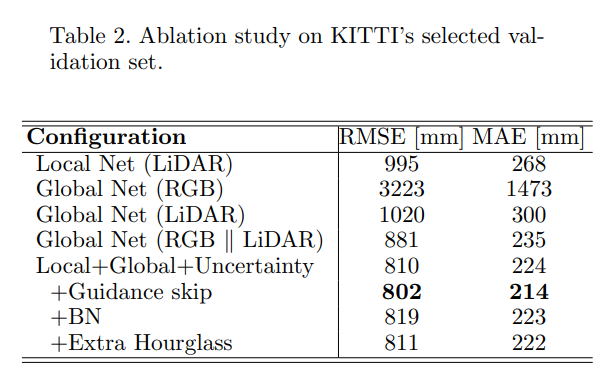 Table 2. Ablation study on KITTI's selected val-
idation set.
Configuration RMSE [mm] MAE [mm]
Local Net (LiDAR) 995 268
Global Net (RGB) 3223 1473
Global Net (LiDAR) 1020 300
Global Net (RGB ∥ LiDAR) 881 235
Local+Global+Uncertainty 810 224
+Guidance skip 802 214
+BN 819 223
+Extra Hourglass 811 222